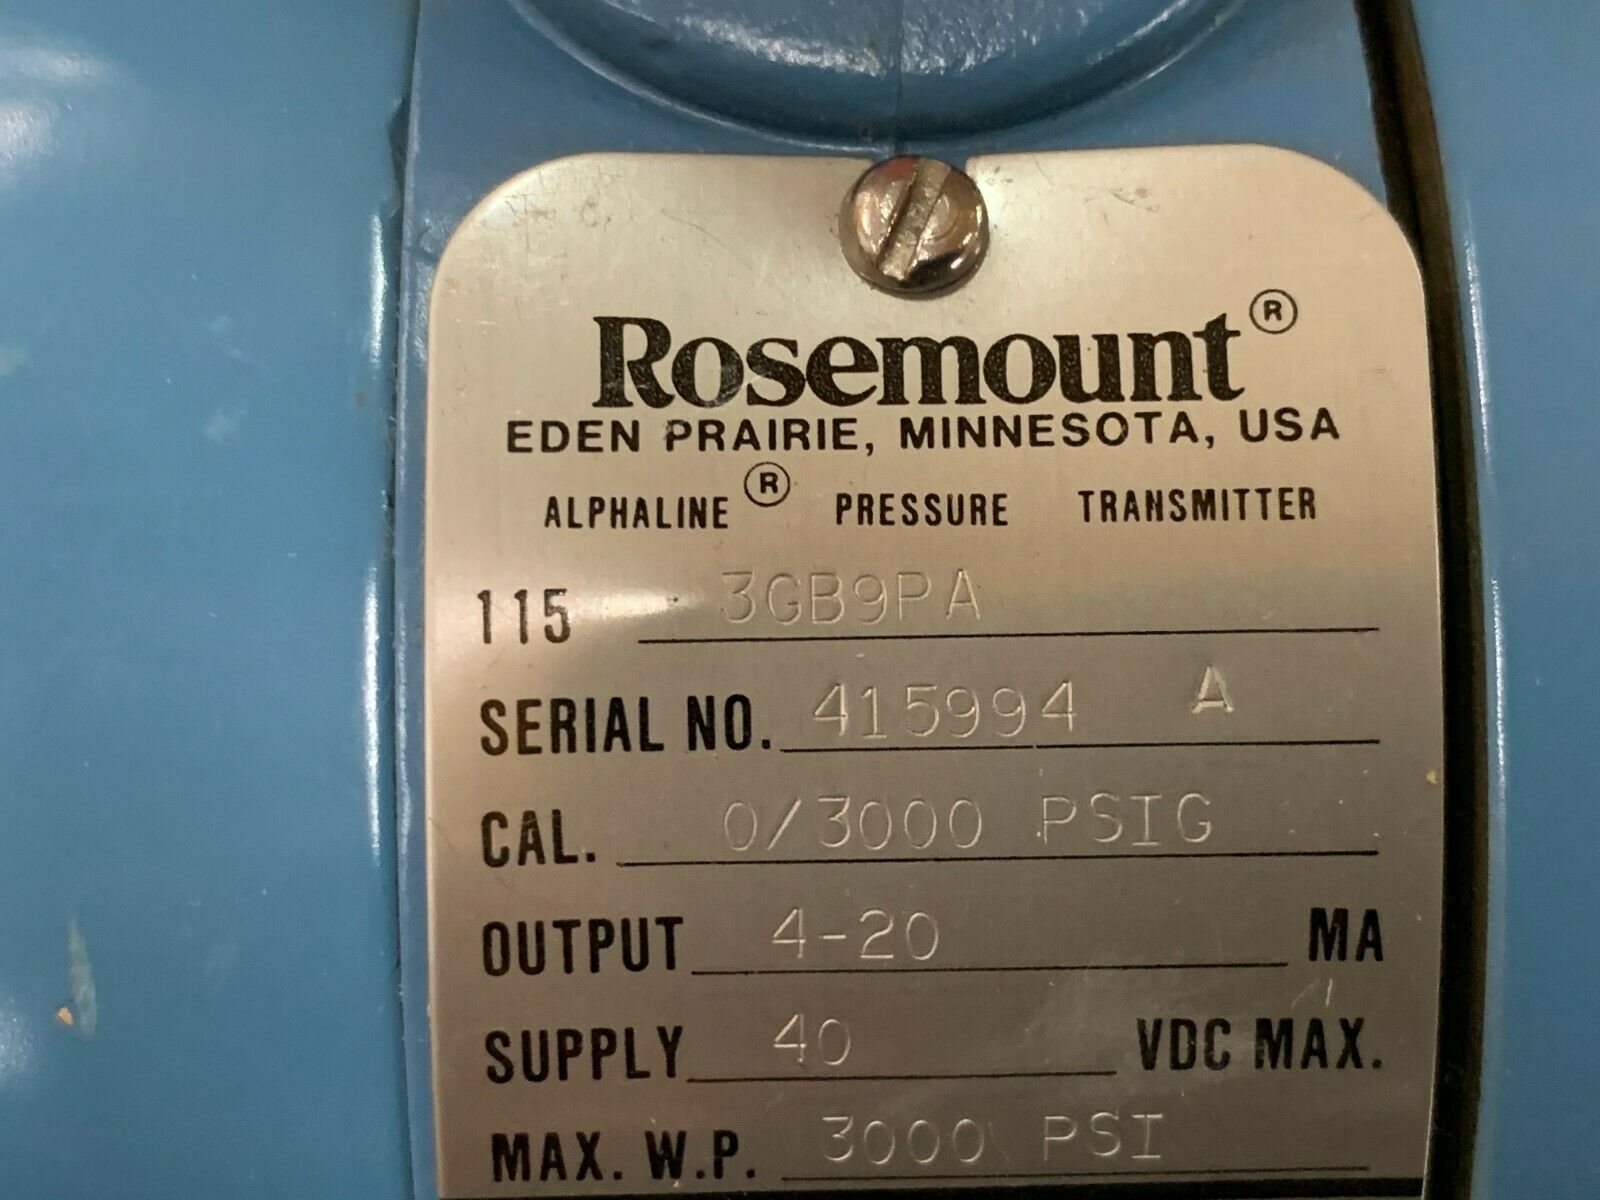 Rosemount®
EDEN PRAIRIE, MINNESOTA, USA
ALPHALINE® PRESSURE TRANSMITTER
115 3GB9PA
SERIAL NO. 415994 A
CAL. 0/3000 PSIG
OUTPUT 4-20 MA
SUPPLY 40 VDC MAX.
MAX. W.P. 3000 PSI